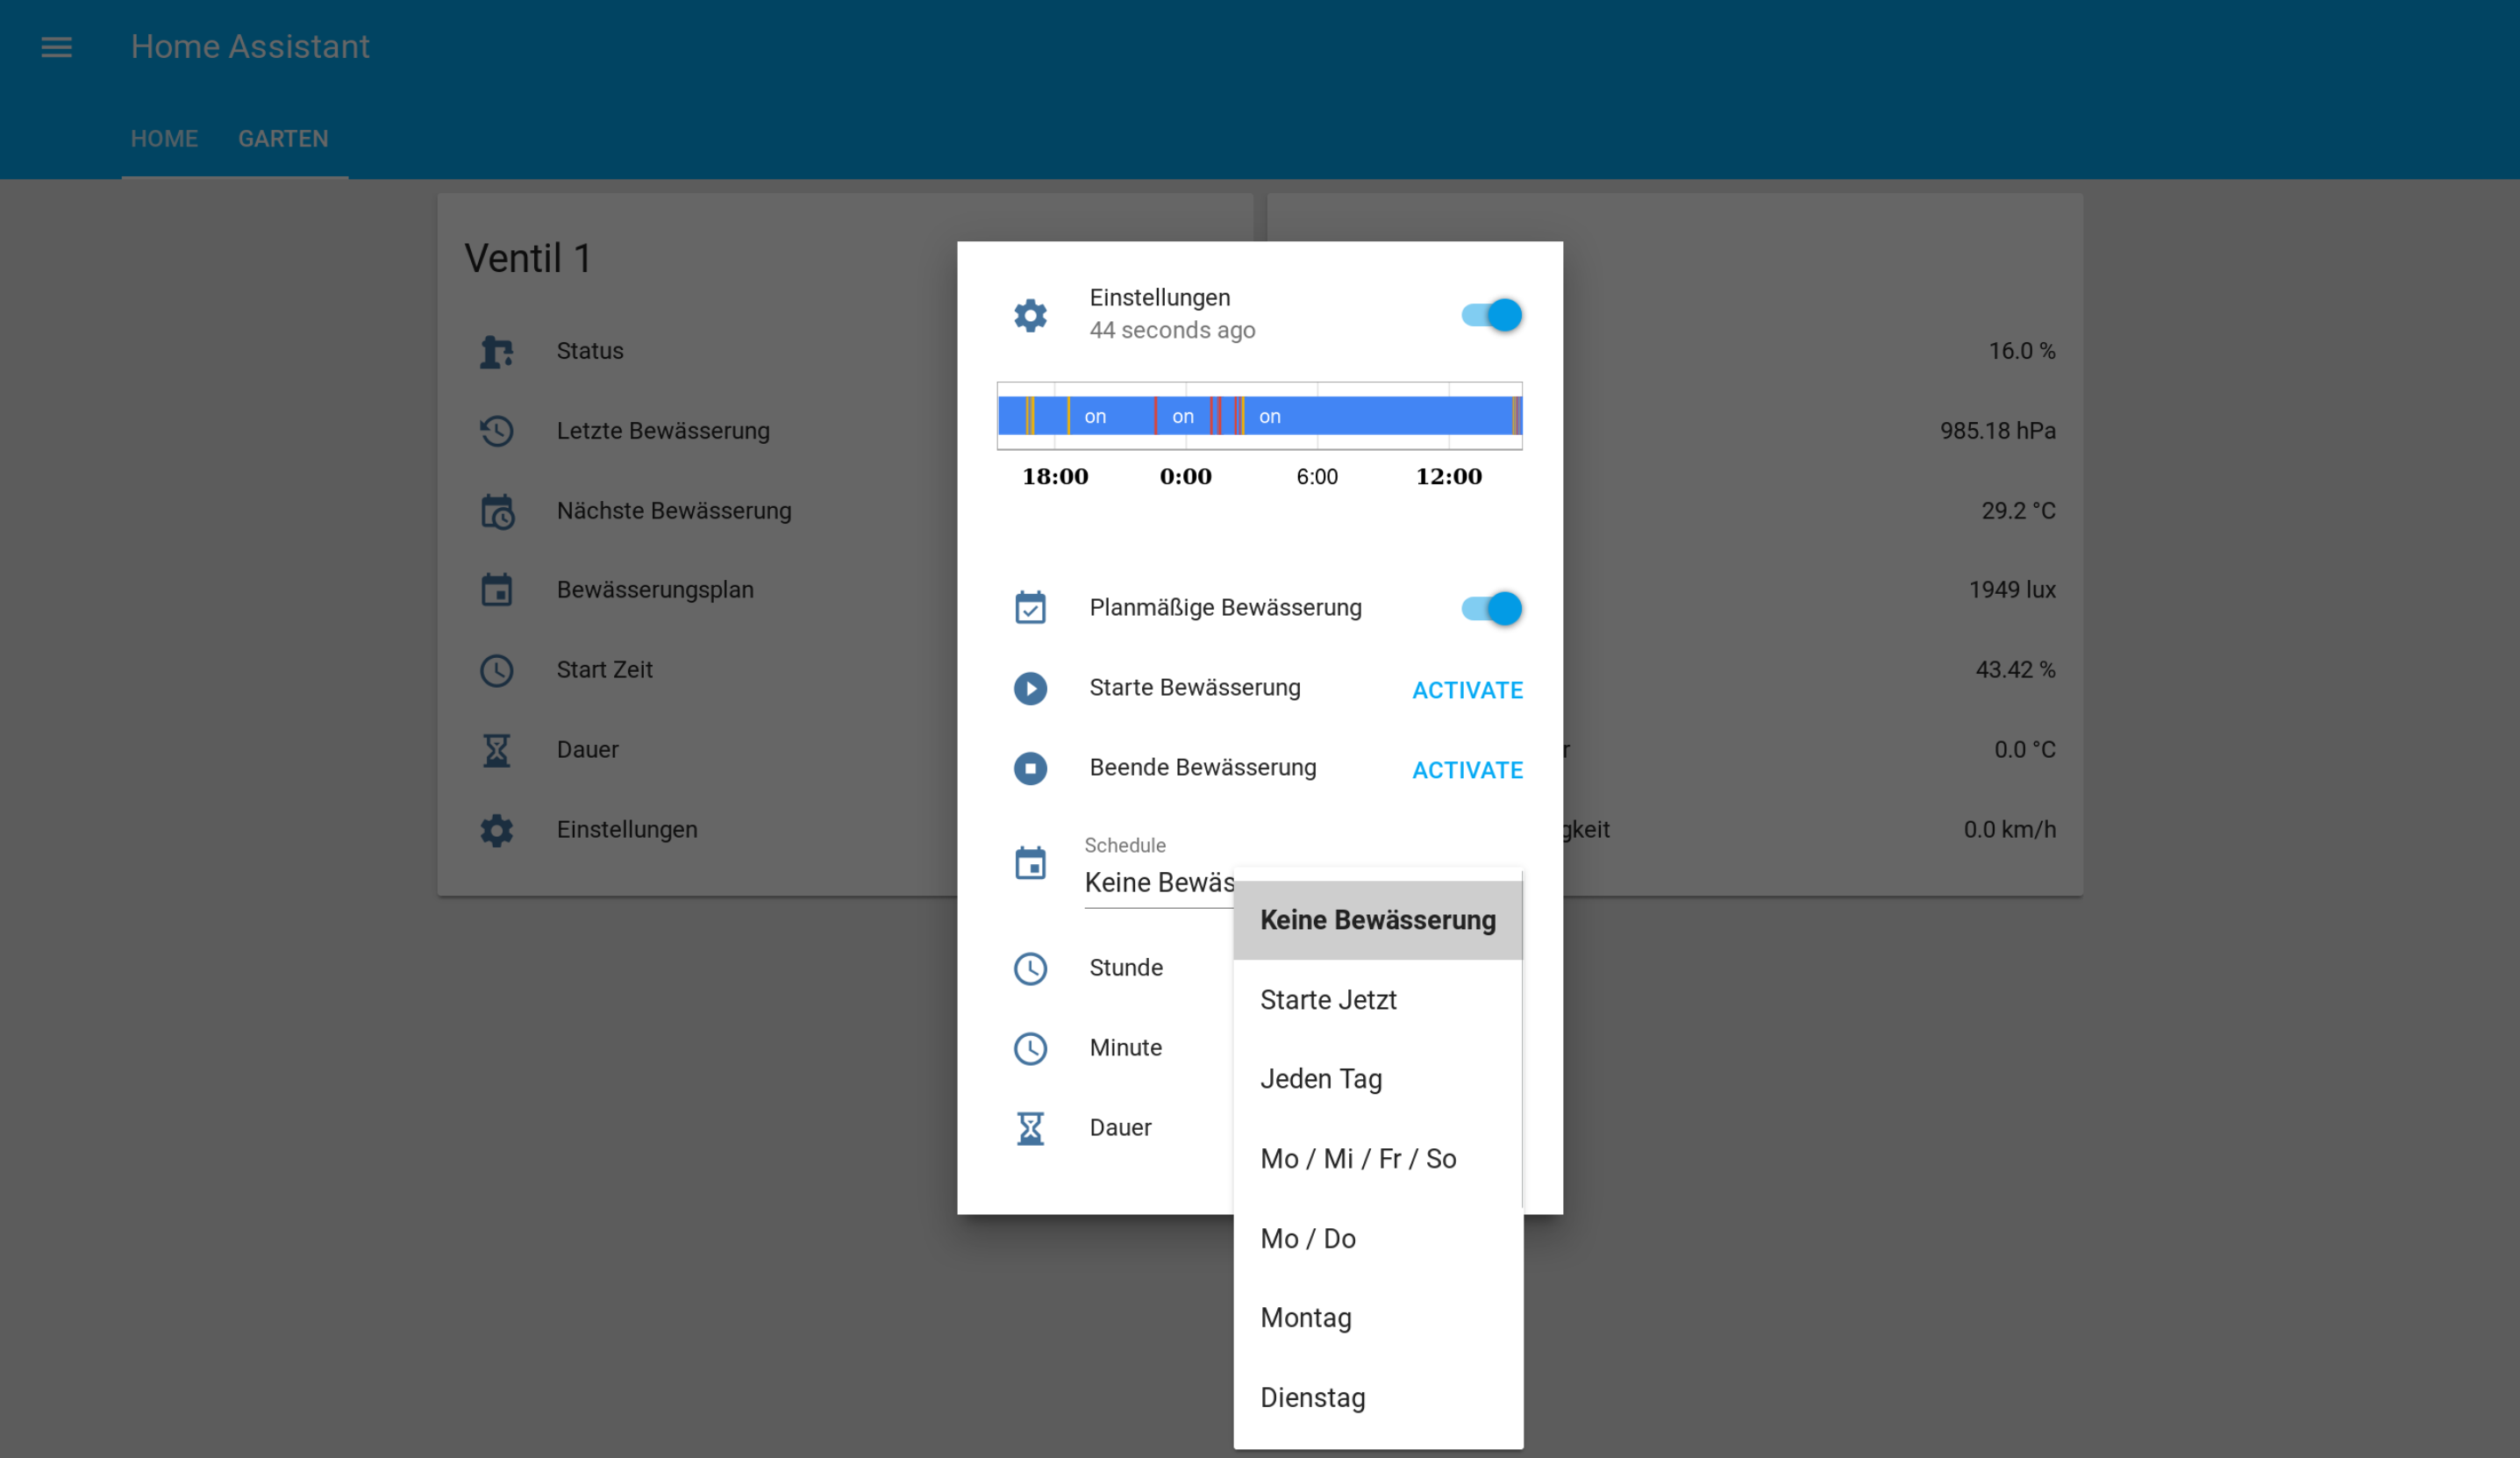 Home Assistant
HOME GARTEN
Ventil 1
Status
Letzte Bewässerung
Nächste Bewässerung
Bewässerungsplan
Start Zeit
Dauer
Einstellungen
Einstellungen
44 seconds ago
on on on
18:00 0:00 6:00 12:00
Planmäßige Bewässerung
Starte Bewässerung ACTIVATE
Beende Bewässerung ACTIVATE
Schedule
Keine Bewäs
Stunde
Minute
Dauer
Keine Bewässerung
Starte Jetzt
Jeden Tag
Mo / Mi / Fr / So
Mo / Do
Montag
Dienstag
16.0 %
985.18 hPa
29.2 °C
1949 lux
43.42 %
r 0.0 °C
gkeit 0.0 km/h